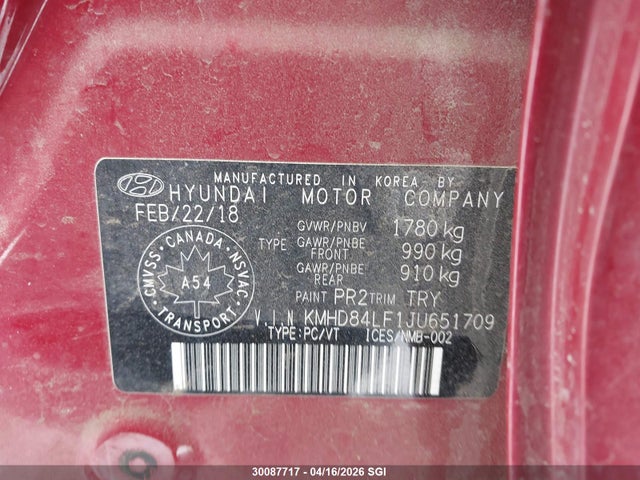 MANUFACTURED IN KOREA BY
HYUNDAI MOTOR COMPANY
FEB/22/18
GVWR/PNBV 1780 kg
TYPE GAWR/PNBE FRONT 990 kg
GAWR/PNBE REAR 910 kg
CANADA
CMVSS A54 NSVAC
TRANSPORT
PAINT PR2 TRIM TRY
V.I.N KMHD84LF1JU651709
TYPE:PC/VT ICES/NMB-002
30087717 - 04/16/2026 SGI